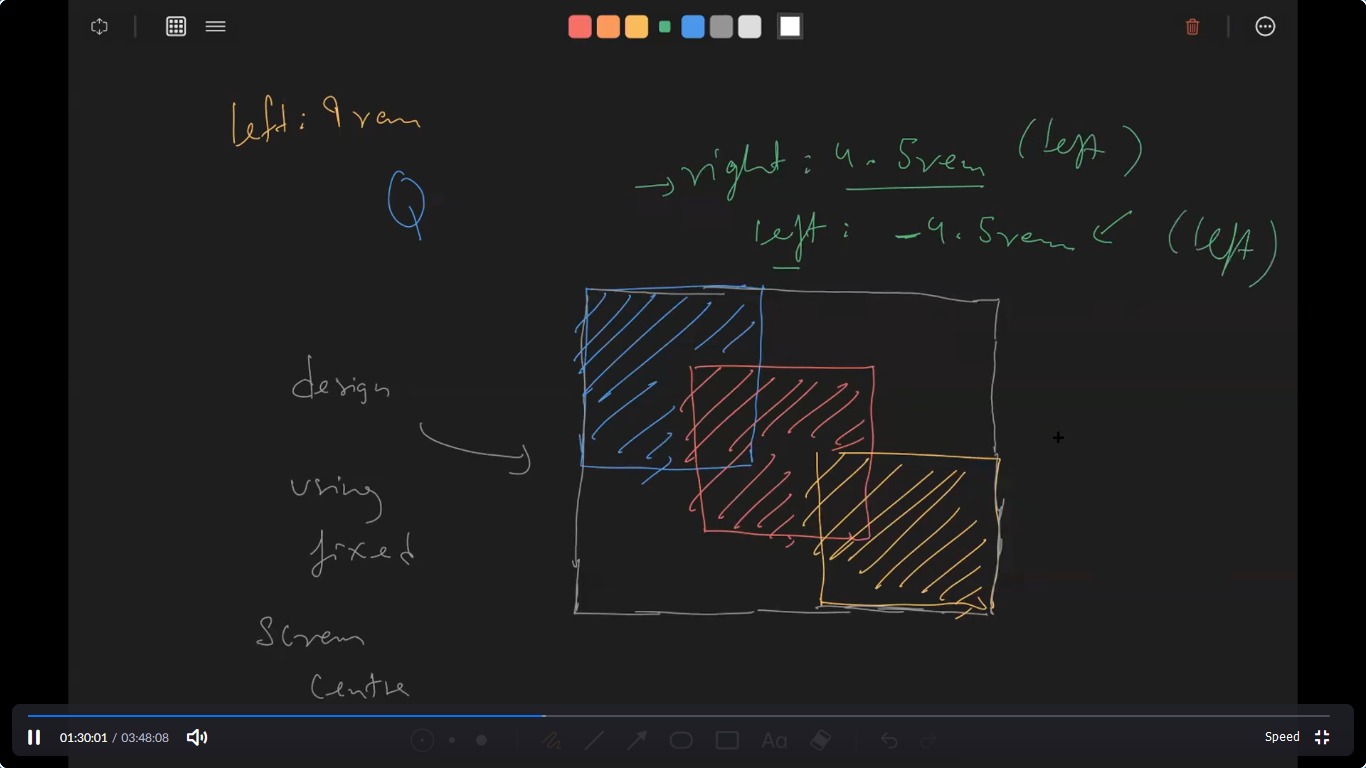 left: 9rem
→ right: 4.5rem (left)
Q
left: -4.5rem ✓ (left)
design
using
fixed
Screen
Centre
01:30:01 / 03:48:08
Speed
Aa